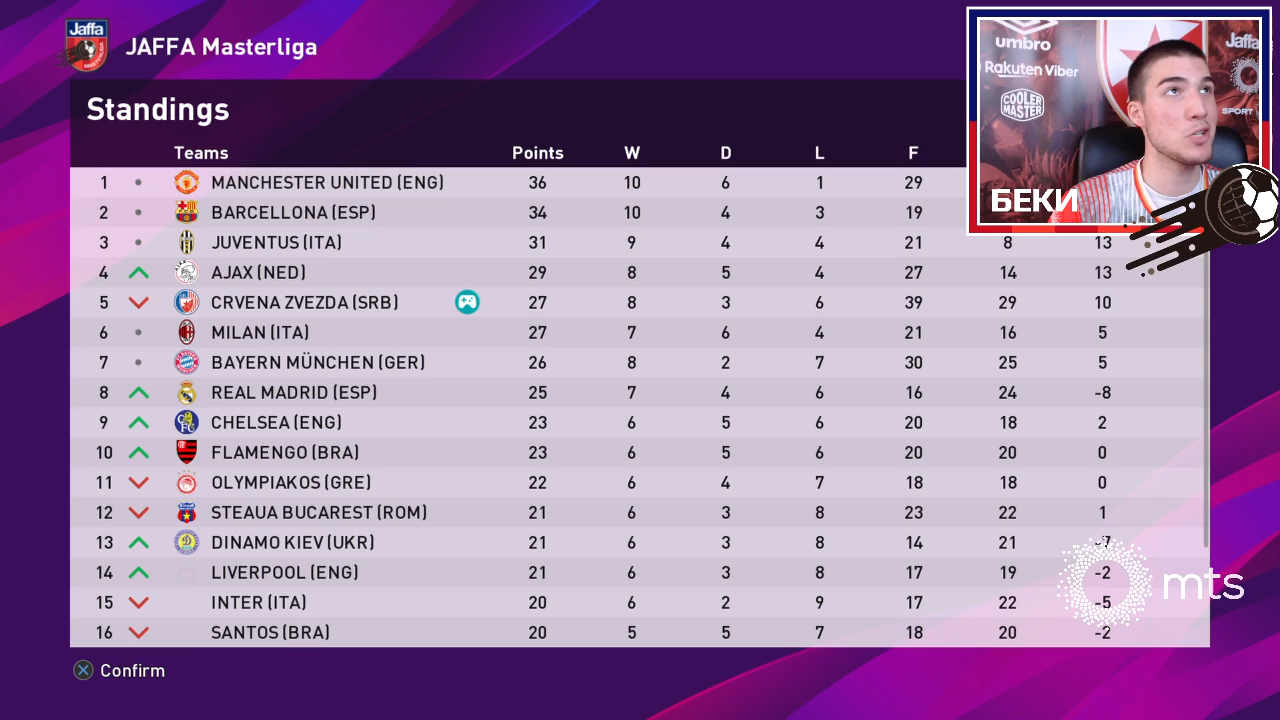 Jaffa
JAFFA Masterliga
umbro
Rakuten Viber
COOLER MASTER
Jaffa
SPORT
БЕКИ
Standings
Teams Points W D L F
1 MANCHESTER UNITED (ENG) 36 10 6 1 29
2 BARCELLONA (ESP) 34 10 4 3 19
3 JUVENTUS (ITA) 31 9 4 4 21 8 13
4 AJAX (NED) 29 8 5 4 27 14 13
5 CRVENA ZVEZDA (SRB) 27 8 3 6 39 29 10
6 MILAN (ITA) 27 7 6 4 21 16 5
7 BAYERN MÜNCHEN (GER) 26 8 2 7 30 25 5
8 REAL MADRID (ESP) 25 7 4 6 16 24 -8
9 CHELSEA (ENG) 23 6 5 6 20 18 2
10 FLAMENGO (BRA) 23 6 5 6 20 20 0
11 OLYMPIAKOS (GRE) 22 6 4 7 18 18 0
12 STEAUA BUCAREST (ROM) 21 6 3 8 23 22 1
13 DINAMO KIEV (UKR) 21 6 3 8 14 21 -7
14 LIVERPOOL (ENG) 21 6 3 8 17 19 -2
15 INTER (ITA) 20 6 2 9 17 22 -5
16 SANTOS (BRA) 20 5 5 7 18 20 -2
mts
Confirm